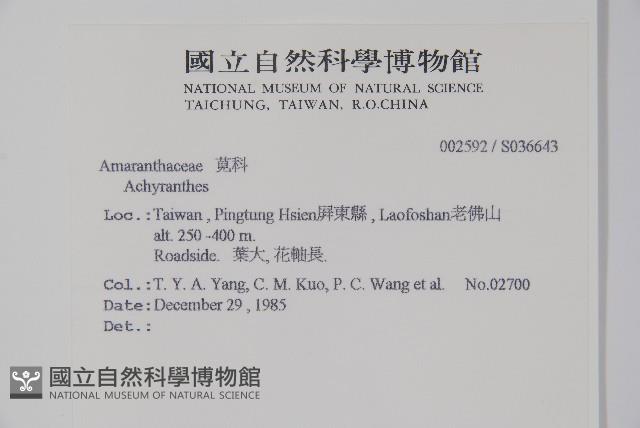 國立自然科學博物館
NATIONAL MUSEUM OF NATURAL SCIENCE
TAICHUNG, TAIWAN, R.O.CHINA
002592 / S036643
Amaranthaceae 莧科
Achyranthes
Loc.:Taiwan , Pingtung Hsien屏東縣 , Laofoshan老佛山
alt. 250 ~400 m.
Roadside. 葉大, 花軸長.
Col.:T. Y. A. Yang, C. M. Kuo, P. C. Wang et al. No.02700
Date:December 29 , 1985
Det.:
國立自然科學博物館
NATIONAL MUSEUM OF NATURAL SCIENCE